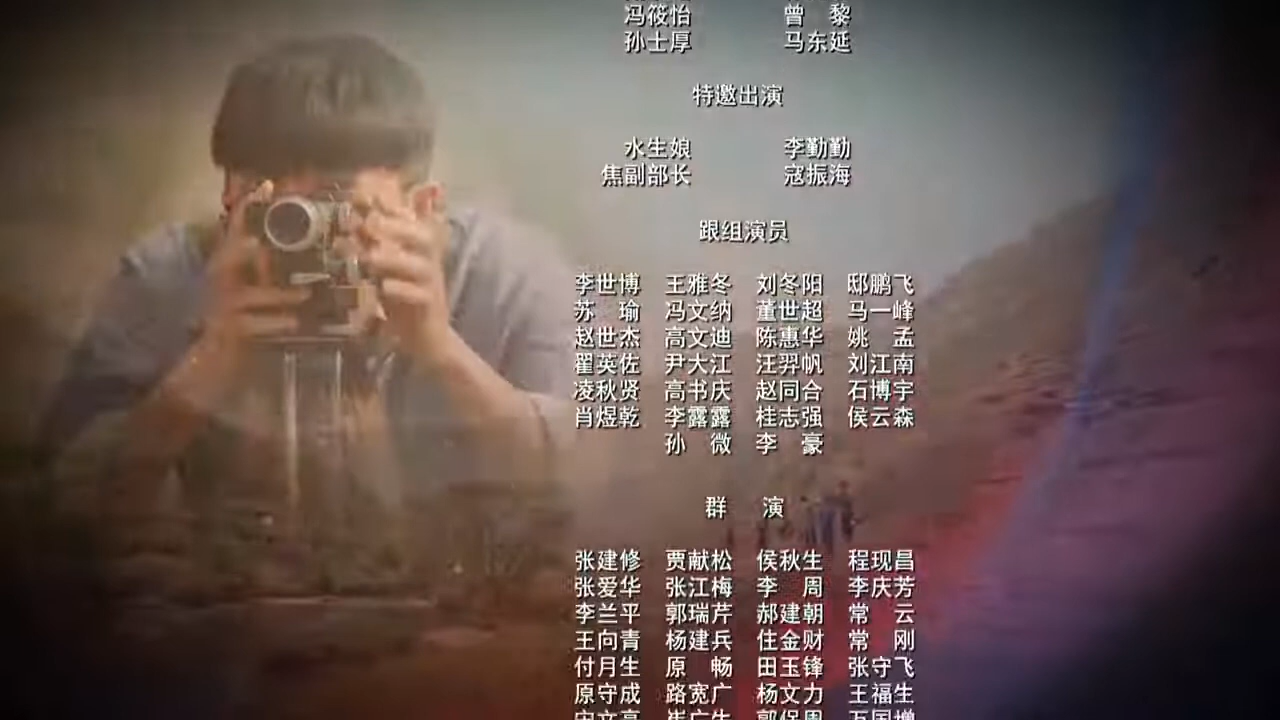 冯筱怡 曾 黎
孙士厚 马东延
特邀出演
水生娘 李勤勤
焦副部长 寇振海
跟组演员
李世博 王雅冬 刘冬阳 邸鹏飞
苏 瑜 冯文纳 董世超 马一峰
赵世杰 高文迪 陈惠华 姚 孟
翟英佐 尹大江 汪羿帆 刘江南
凌秋贤 高书庆 赵同合 石博宇
肖煜乾 李露露 桂志强 侯云森
孙 微 李 豪
群 演
张建修 贾献松 侯秋生 程现昌
张爱华 张江梅 李 周 李庆芳
李兰平 郭瑞芹 郝建朝 常 云
王向青 杨建兵 住金财 常 刚
付月生 原 畅 田玉锋 张守飞
原守成 路宽广 杨文力 王福生